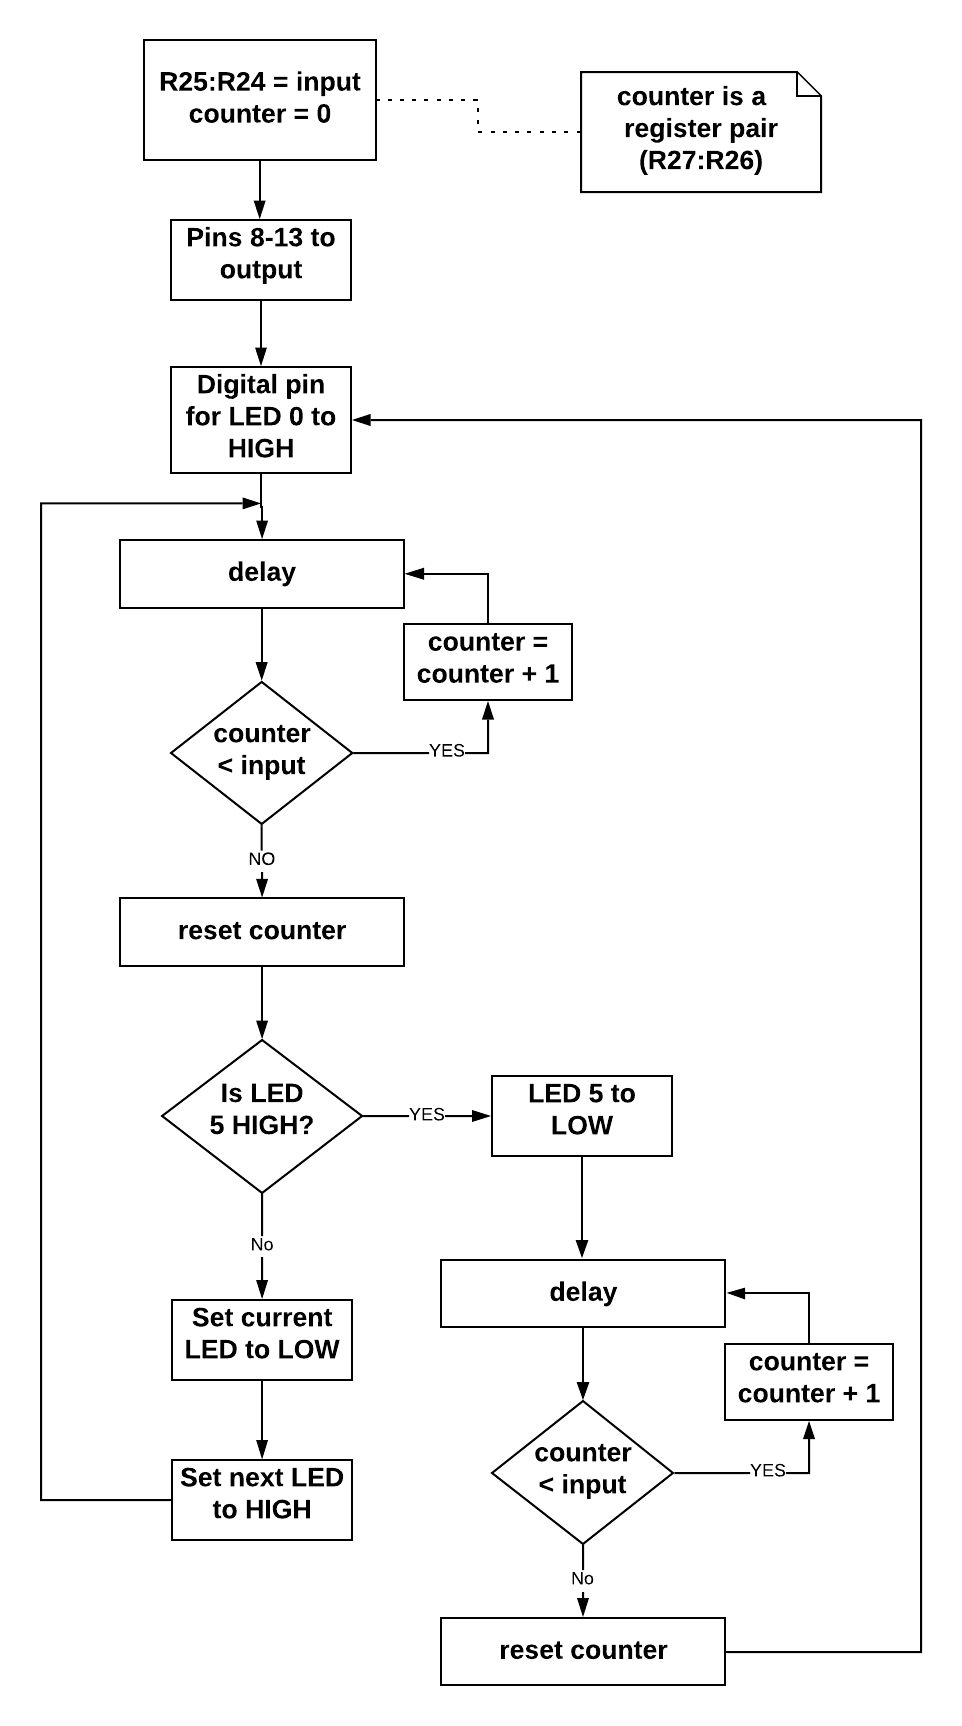 R25:R24 = input
counter = 0
counter is a
register pair
(R27:R26)
Pins 8-13 to
output
Digital pin
for LED 0 to
HIGH
delay
counter =
counter + 1
counter
< input
YES
NO
reset counter
Is LED
5 HIGH?
YES
LED 5 to
LOW
No
delay
Set current
LED to LOW
counter =
counter + 1
counter
< input
YES
Set next LED
to HIGH
No
reset counter